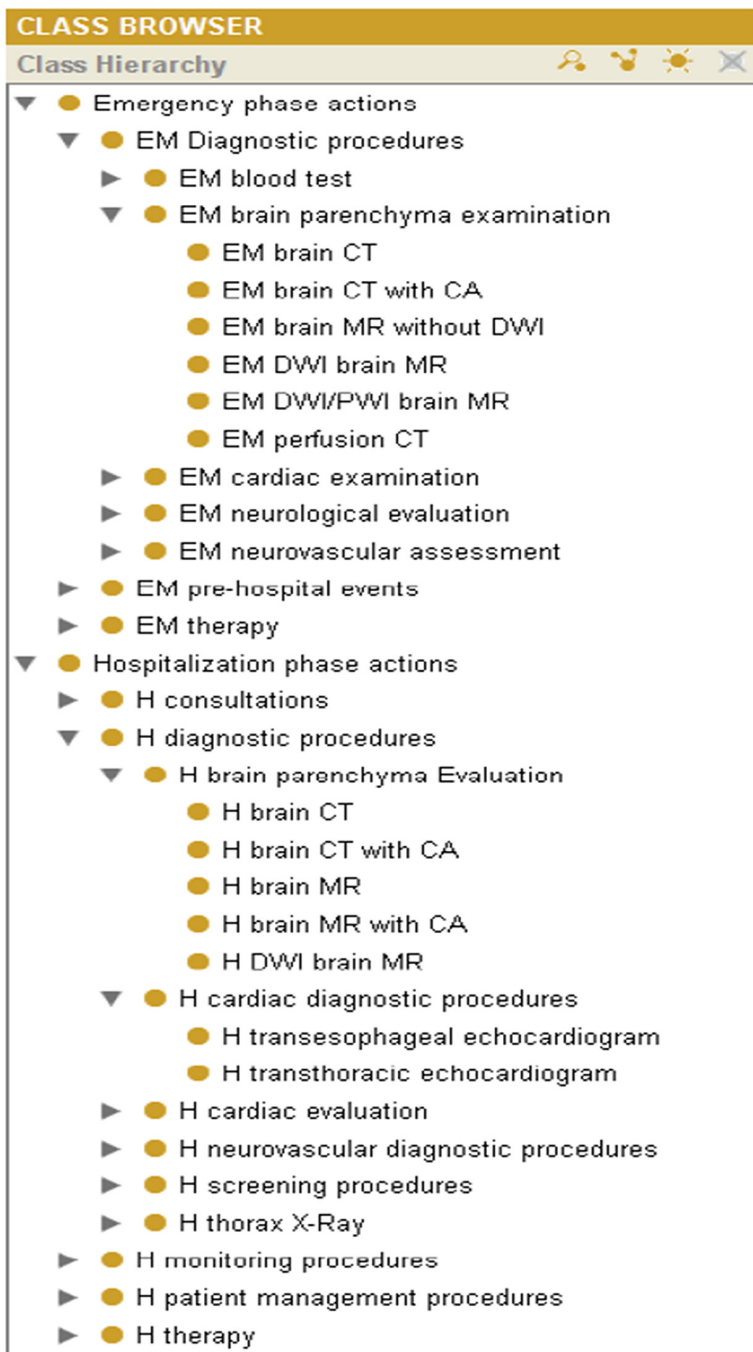 CLASS BROWSER
Class Hierarchy
Emergency phase actions
EM Diagnostic procedures
EM blood test
EM brain parenchyma examination
EM brain CT
EM brain CT with CA
EM brain MR without DWI
EM DWI brain MR
EM DWI/PWI brain MR
EM perfusion CT
EM cardiac examination
EM neurological evaluation
EM neurovascular assessment
EM pre-hospital events
EM therapy
Hospitalization phase actions
H consultations
H diagnostic procedures
H brain parenchyma Evaluation
H brain CT
H brain CT with CA
H brain MR
H brain MR with CA
H DWI brain MR
H cardiac diagnostic procedures
H transesophageal echocardiogram
H transthoracic echocardiogram
H cardiac evaluation
H neurovascular diagnostic procedures
H screening procedures
H thorax X-Ray
H monitoring procedures
H patient management procedures
H therapy